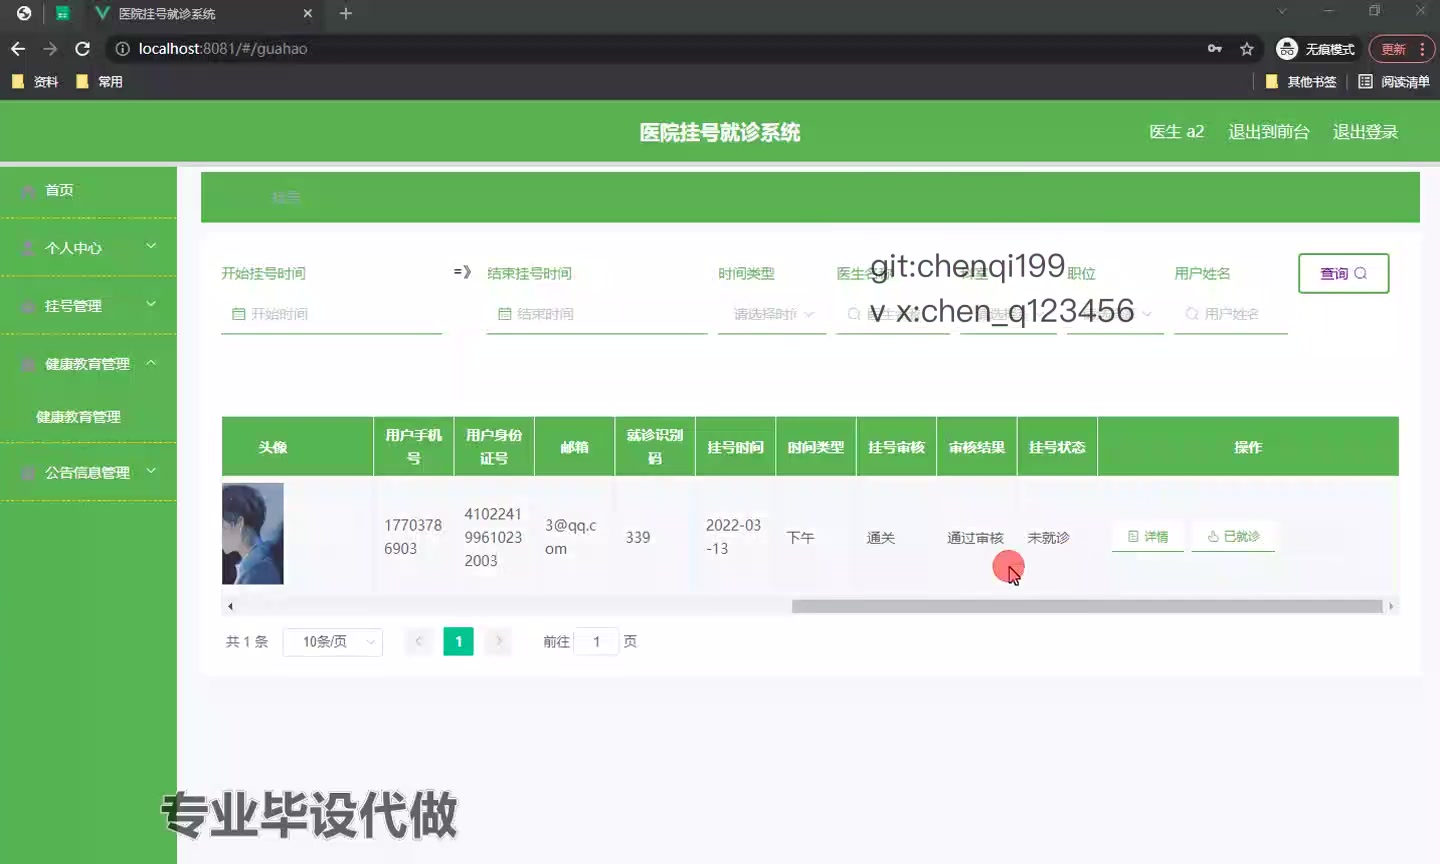 医院挂号就诊系统
localhost:8081/#/guahao
无痕模式
更新
资料
常用
其他书签
阅读清单
医院挂号就诊系统
医生 a2
退出到前台
退出登录
首页
个人中心
挂号管理
健康教育管理
健康教育管理
公告信息管理
挂号
开始挂号时间
=》
结束挂号时间
时间类型
医生名称
科室
职位
用户姓名
查询
开始时间
结束时间
请选择时
用户姓名
git:chenqi199
v x:chen_q123456
头像
用户手机号
用户身份证号
邮箱
就诊识别码
挂号时间
时间类型
挂号审核
审核结果
挂号状态
操作
1770378
6903
4102241
9961023
2003
3@qq.c
om
339
2022-03
-13
下午
通关
通过审核
未就诊
详情
已就诊
共 1 条
10条/页
1
前往
1
页
专业毕设代做